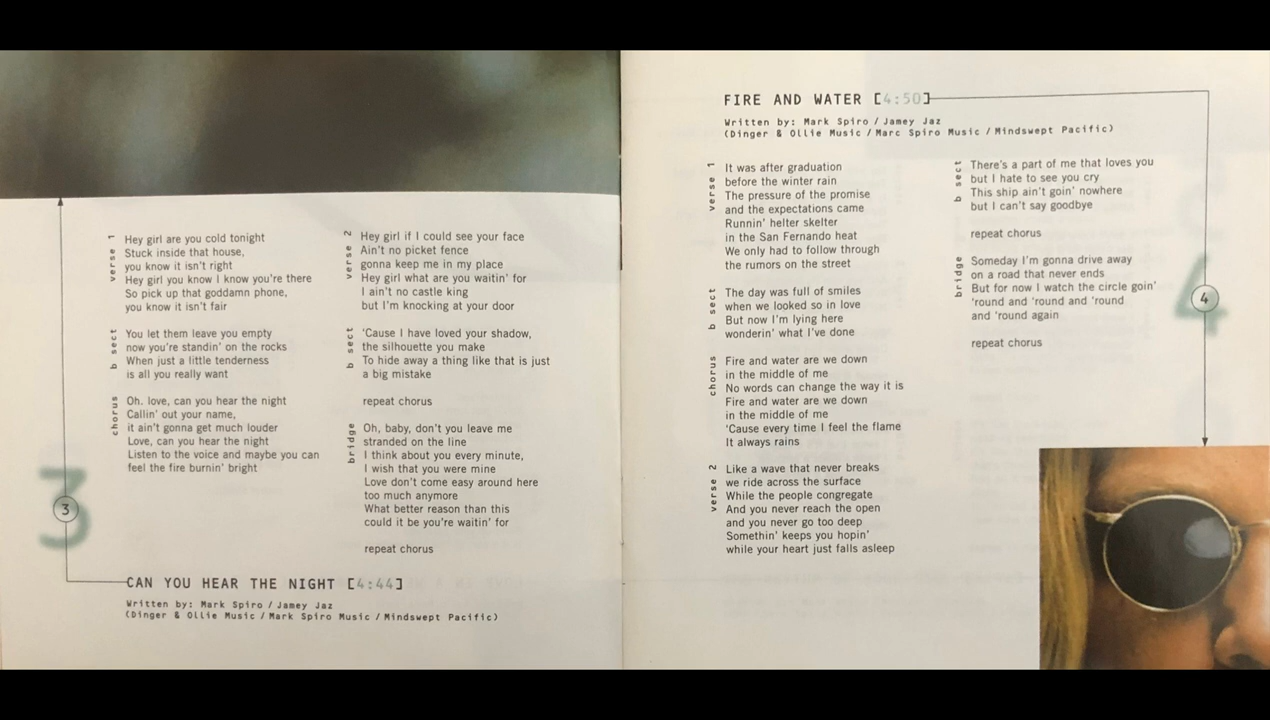 verse 1
Hey girl are you cold tonight
Stuck inside that house,
you know it isn't right
Hey girl you know I know you're there
So pick up that goddamn phone,
you know it isn't fair
b sect
You let them leave you empty
now you're standin' on the rocks
When just a little tenderness
is all you really want
chorus
Oh. love, can you hear the night
Callin' out your name,
it ain't gonna get much louder
Love, can you hear the night
Listen to the voice and maybe you can
feel the fire burnin' bright
verse 2
Hey girl if I could see your face
Ain't no picket fence
gonna keep me in my place
Hey girl what are you waitin' for
I ain't no castle king
but I'm knocking at your door
b sect
'Cause I have loved your shadow,
the silhouette you make
To hide away a thing like that is just
a big mistake
repeat chorus
bridge
Oh, baby, don't you leave me
stranded on the line
I think about you every minute,
I wish that you were mine
Love don't come easy around here
too much anymore
What better reason than this
could it be you're waitin' for
repeat chorus
3
3
CAN YOU HEAR THE NIGHT [4:44]
Written by: Mark Spiro / Jamey Jaz
(Dinger & Ollie Music / Mark Spiro Music / Mindswept Pacific)
FIRE AND WATER [4:50]
Written by: Mark Spiro / Jamey Jaz
(Dinger & Ollie Music / Marc Spiro Music / Mindswept Pacific)
verse 1
It was after graduation
before the winter rain
The pressure of the promise
and the expectations came
Runnin' helter skelter
in the San Fernando heat
We only had to follow through
the rumors on the street
b sect
The day was full of smiles
when we looked so in love
But now I'm lying here
wonderin' what I've done
chorus
Fire and water are we down
in the middle of me
No words can change the way it is
Fire and water are we down
in the middle of me
'Cause every time I feel the flame
It always rains
verse 2
Like a wave that never breaks
we ride across the surface
While the people congregate
And you never reach the open
and you never go too deep
Somethin' keeps you hopin'
while your heart just falls asleep
b sect
There's a part of me that loves you
but I hate to see you cry
This ship ain't goin' nowhere
but I can't say goodbye
repeat chorus
bridge
Someday I'm gonna drive away
on a road that never ends
But for now I watch the circle goin'
'round and 'round and 'round
and 'round again
repeat chorus
4
4